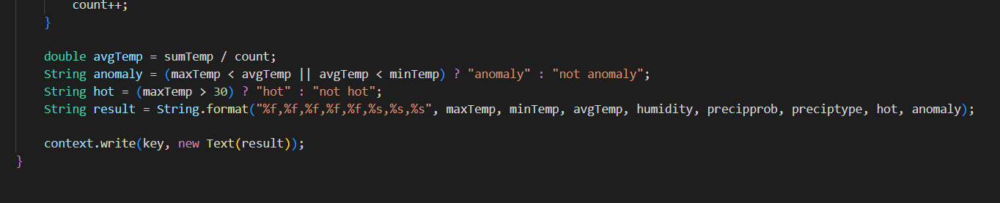 count++;
}
double avgTemp = sumTemp / count;
String anomaly = (maxTemp < avgTemp || avgTemp < minTemp) ? "anomaly" : "not anomaly";
String hot = (maxTemp > 30) ? "hot" : "not hot";
String result = String.format("%f,%f,%f,%f,%f,%s,%s,%s", maxTemp, minTemp, avgTemp, humidity, precipprob, preciptype, hot, anomaly);
context.write(key, new Text(result));
}